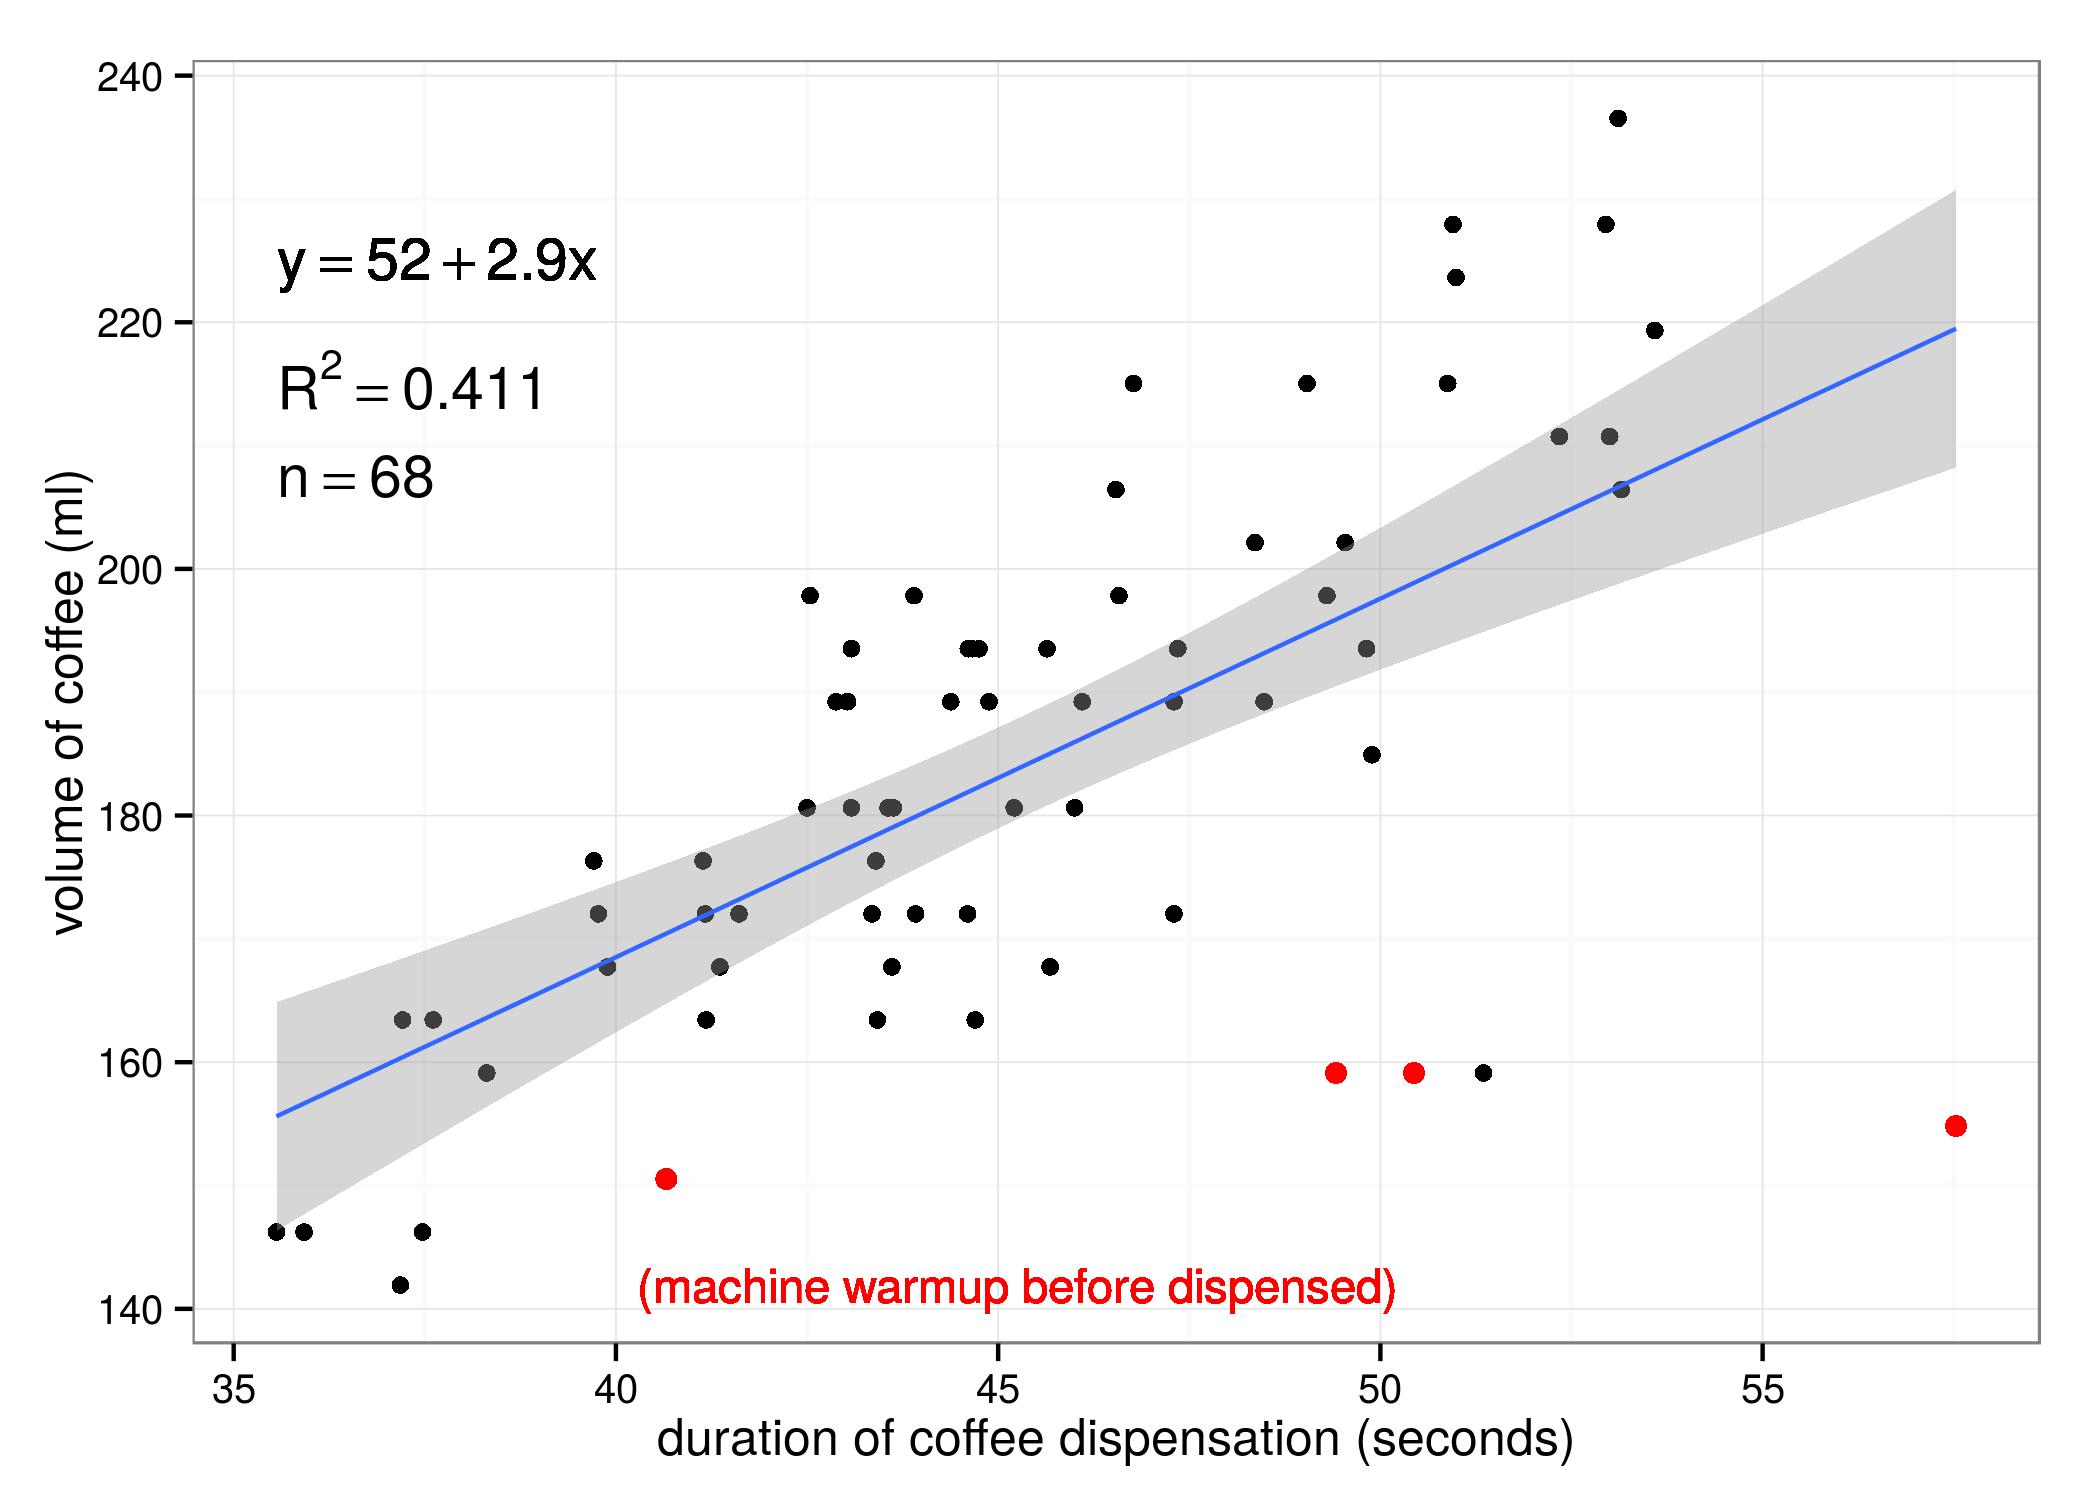 240
y = 52 + 2.9x
220
R² = 0.411
n = 68
volume of coffee (ml)
200
180
160
(machine warmup before dispensed)
140
35 40 45 50 55
duration of coffee dispensation (seconds)